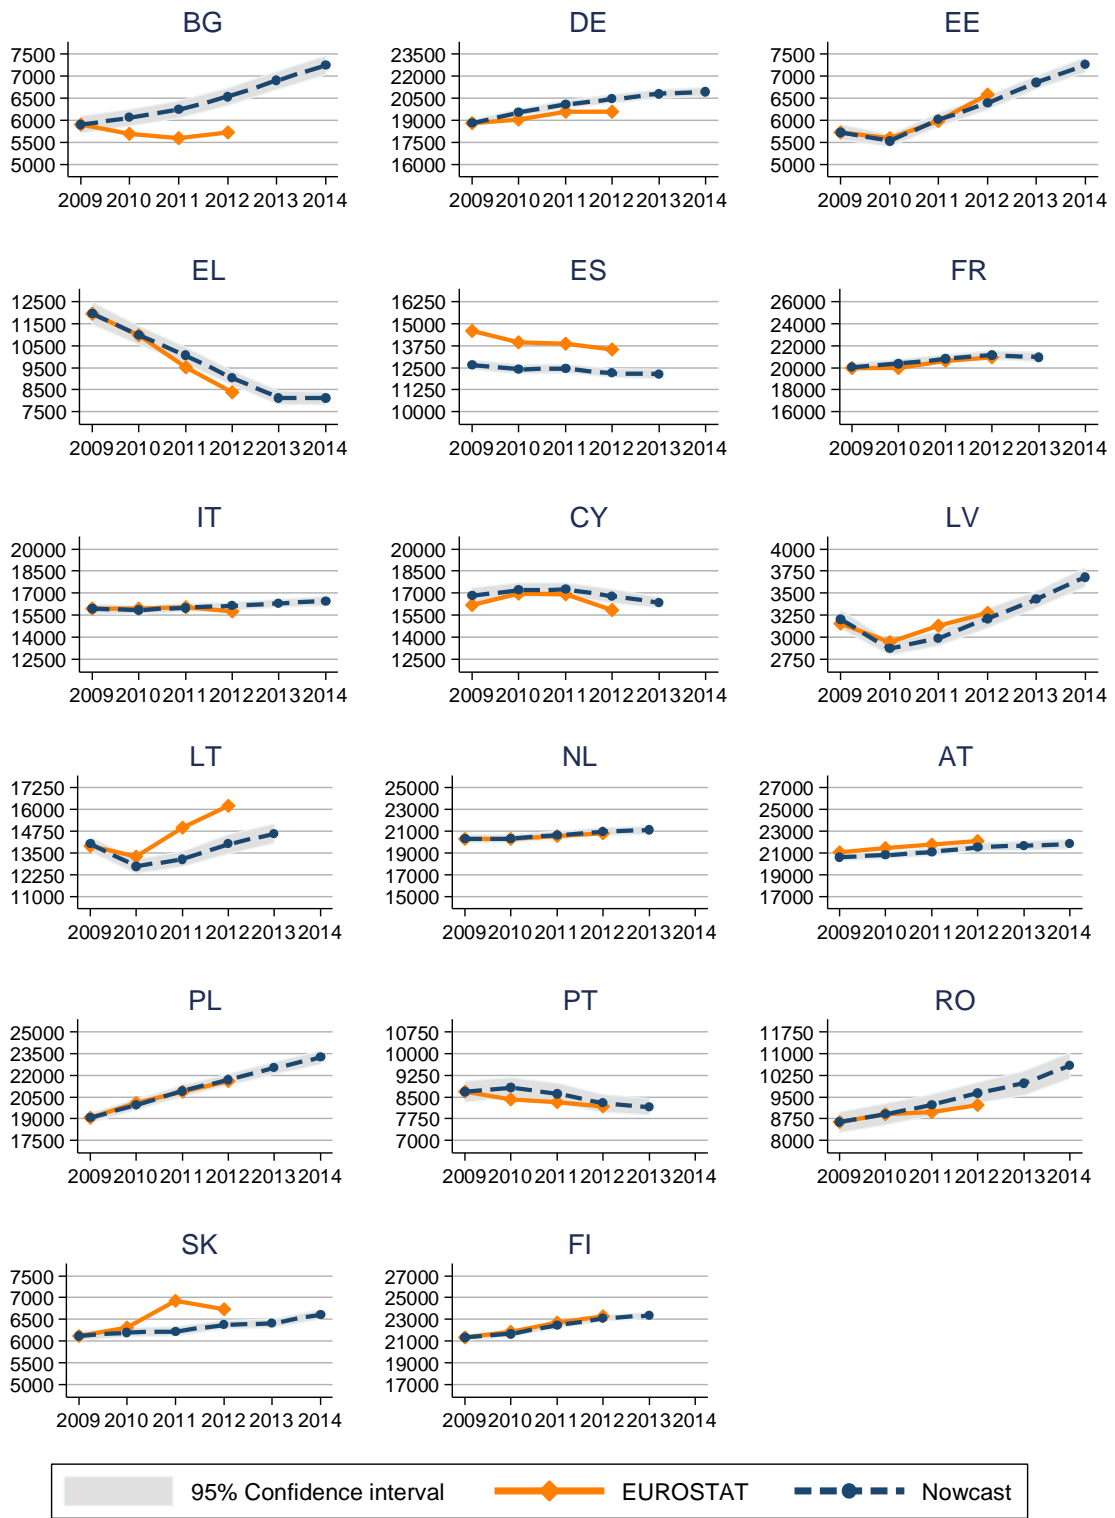 BG DE EE
7500 23500 7500
7000 22000 7000
6500 20500 6500
6000 19000 6000
5500 17500 5500
5000 16000 5000
2009 2010 2011 2012 2013 2014 2009 2010 2011 2012 2013 2014 2009 2010 2011 2012 2013 2014
EL ES FR
12500 16250 26000
11500 15000 24000
10500 13750 22000
9500 12500 20000
8500 11250 18000
7500 10000 16000
2009 2010 2011 2012 2013 2014 2009 2010 2011 2012 2013 2014 2009 2010 2011 2012 2013 2014
IT CY LV
20000 20000 4000
18500 18500 3750
17000 17000 3500
15500 15500 3250
14000 14000 3000
12500 12500 2750
2009 2010 2011 2012 2013 2014 2009 2010 2011 2012 2013 2014 2009 2010 2011 2012 2013 2014
LT NL AT
17250 25000 27000
16000 23000 25000
14750 21000 23000
13500 19000 21000
12250 17000 19000
11000 15000 17000
2009 2010 2011 2012 2013 2014 2009 2010 2011 2012 2013 2014 2009 2010 2011 2012 2013 2014
PL PT RO
25000 10750 11750
23500 10000 11000
22000 9250 10250
20500 8500 9500
19000 7750 8750
17500 7000 8000
2009 2010 2011 2012 2013 2014 2009 2010 2011 2012 2013 2014 2009 2010 2011 2012 2013 2014
SK FI
7500 27000
7000 25000
6500 23000
6000 21000
5500 19000
5000 17000
2009 2010 2011 2012 2013 2014 2009 2010 2011 2012 2013 2014
95% Confidence interval EUROSTAT Nowcast